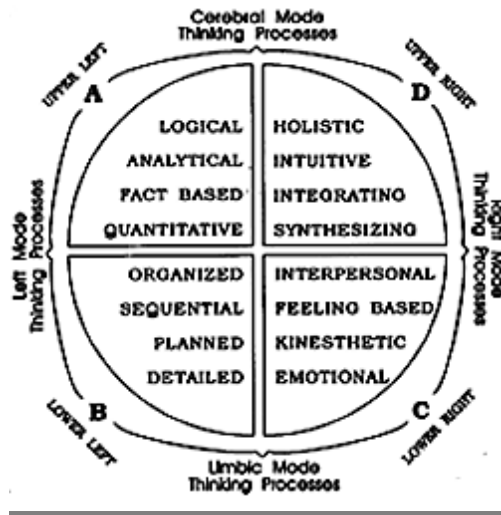 Cerebral Mode
Thinking Processes
UPPER LEFT
UPPER RIGHT
A
D
LOGICAL
ANALYTICAL
FACT BASED
QUANTITATIVE
HOLISTIC
INTUITIVE
INTEGRATING
SYNTHESIZING
Left Mode
Thinking Processes
Right Mode
Thinking Processes
ORGANIZED
SEQUENTIAL
PLANNED
DETAILED
INTERPERSONAL
FEELING BASED
KINESTHETIC
EMOTIONAL
B
C
LOWER LEFT
LOWER RIGHT
Limbic Mode
Thinking Processes